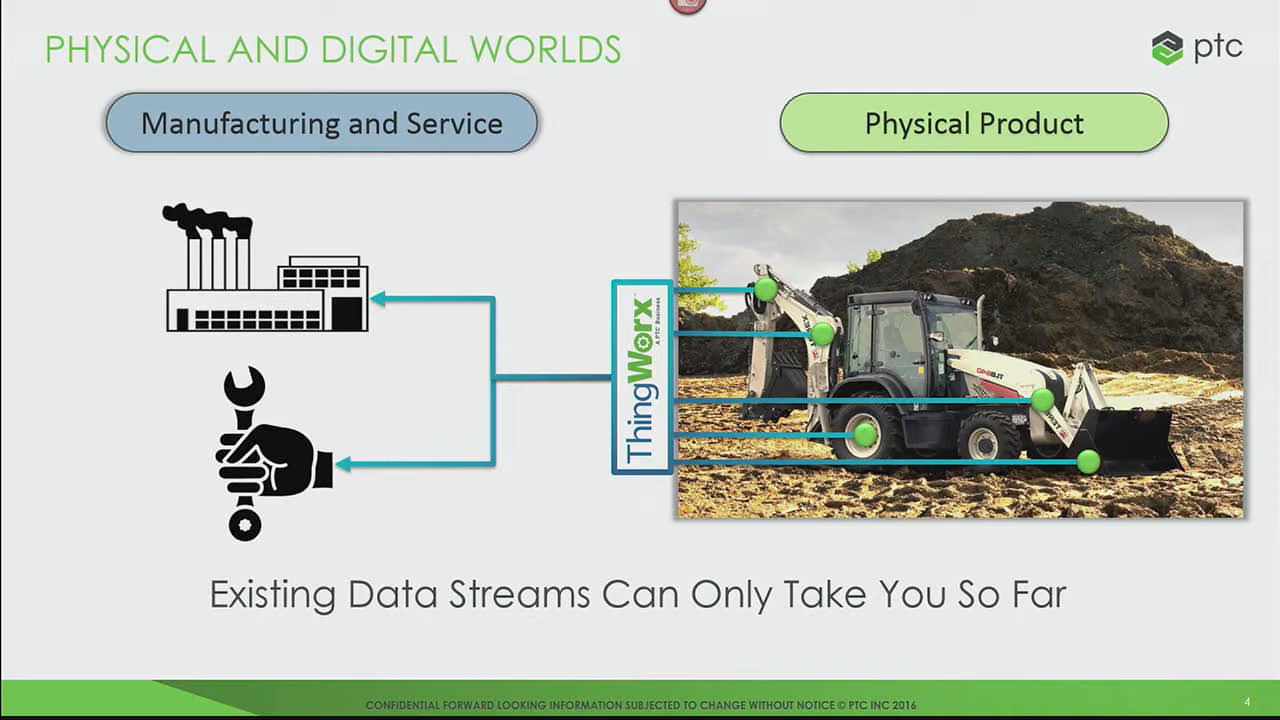 PHYSICAL AND DIGITAL WORLDS
ptc
Manufacturing and Service
Physical Product
ThingWorx
A PTC Business
Existing Data Streams Can Only Take You So Far
CONFIDENTIAL FORWARD LOOKING INFORMATION SUBJECTED TO CHANGE WITHOUT NOTICE © PTC INC 2016
4